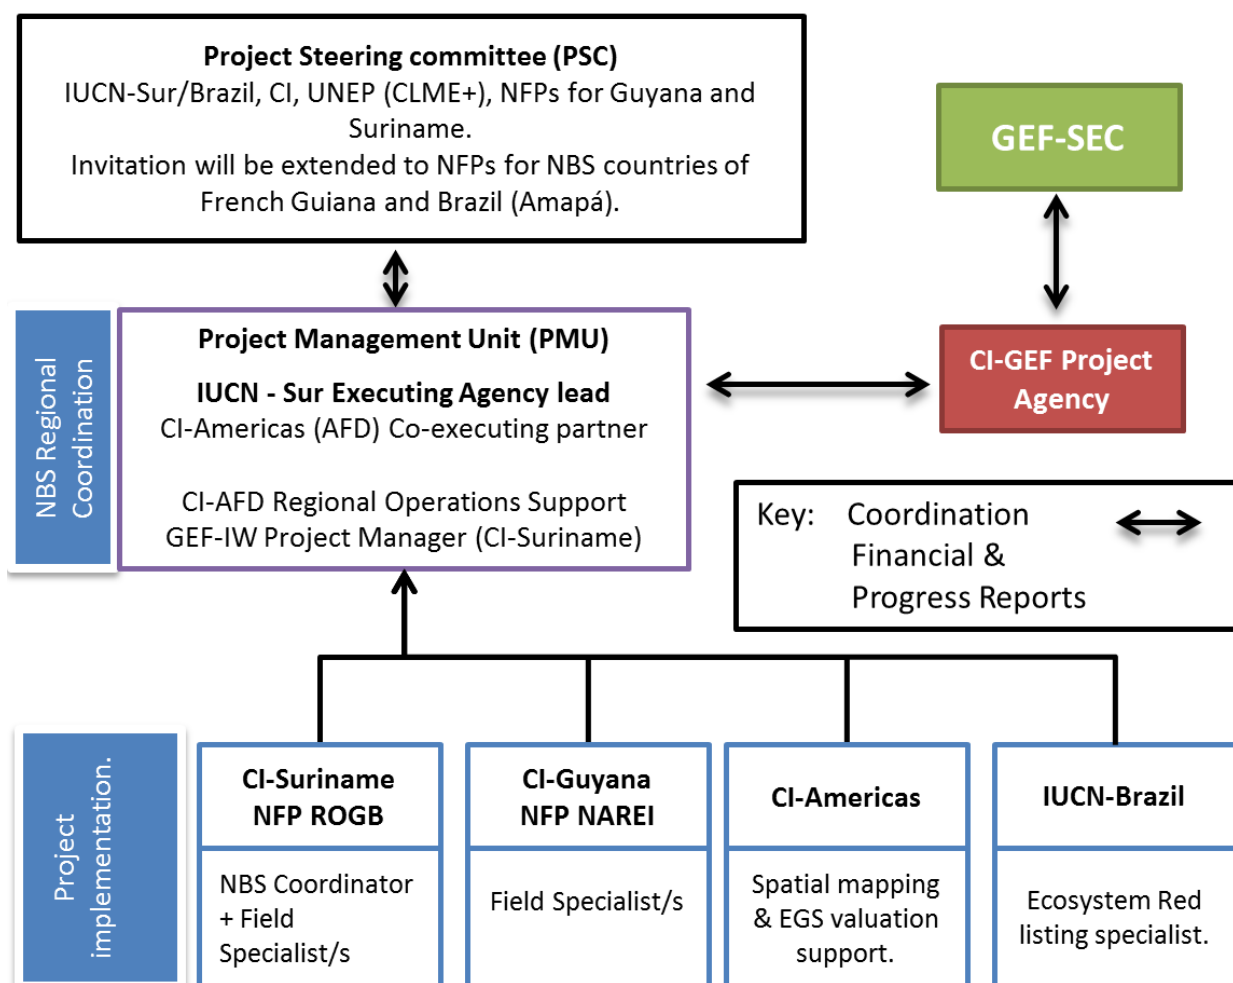 Project Steering committee (PSC)
IUCN-Sur/Brazil, CI, UNEP (CLME+), NFPs for Guyana and
Suriname.
Invitation will be extended to NFPs for NBS countries of
French Guiana and Brazil (Amapá).
GEF-SEC
NBS Regional
Coordination
Project Management Unit (PMU)
IUCN - Sur Executing Agency lead
CI-Americas (AFD) Co-executing partner
CI-AFD Regional Operations Support
GEF-IW Project Manager (CI-Suriname)
CI-GEF Project
Agency
Key: Coordination
Financial &
Progress Reports
Project
implementation.
CI-Suriname
NFP ROGB
NBS Coordinator
+ Field
Specialist/s
CI-Guyana
NFP NAREI
Field Specialist/s
CI-Americas
Spatial mapping
& EGS valuation
support.
IUCN-Brazil
Ecosystem Red
listing specialist.